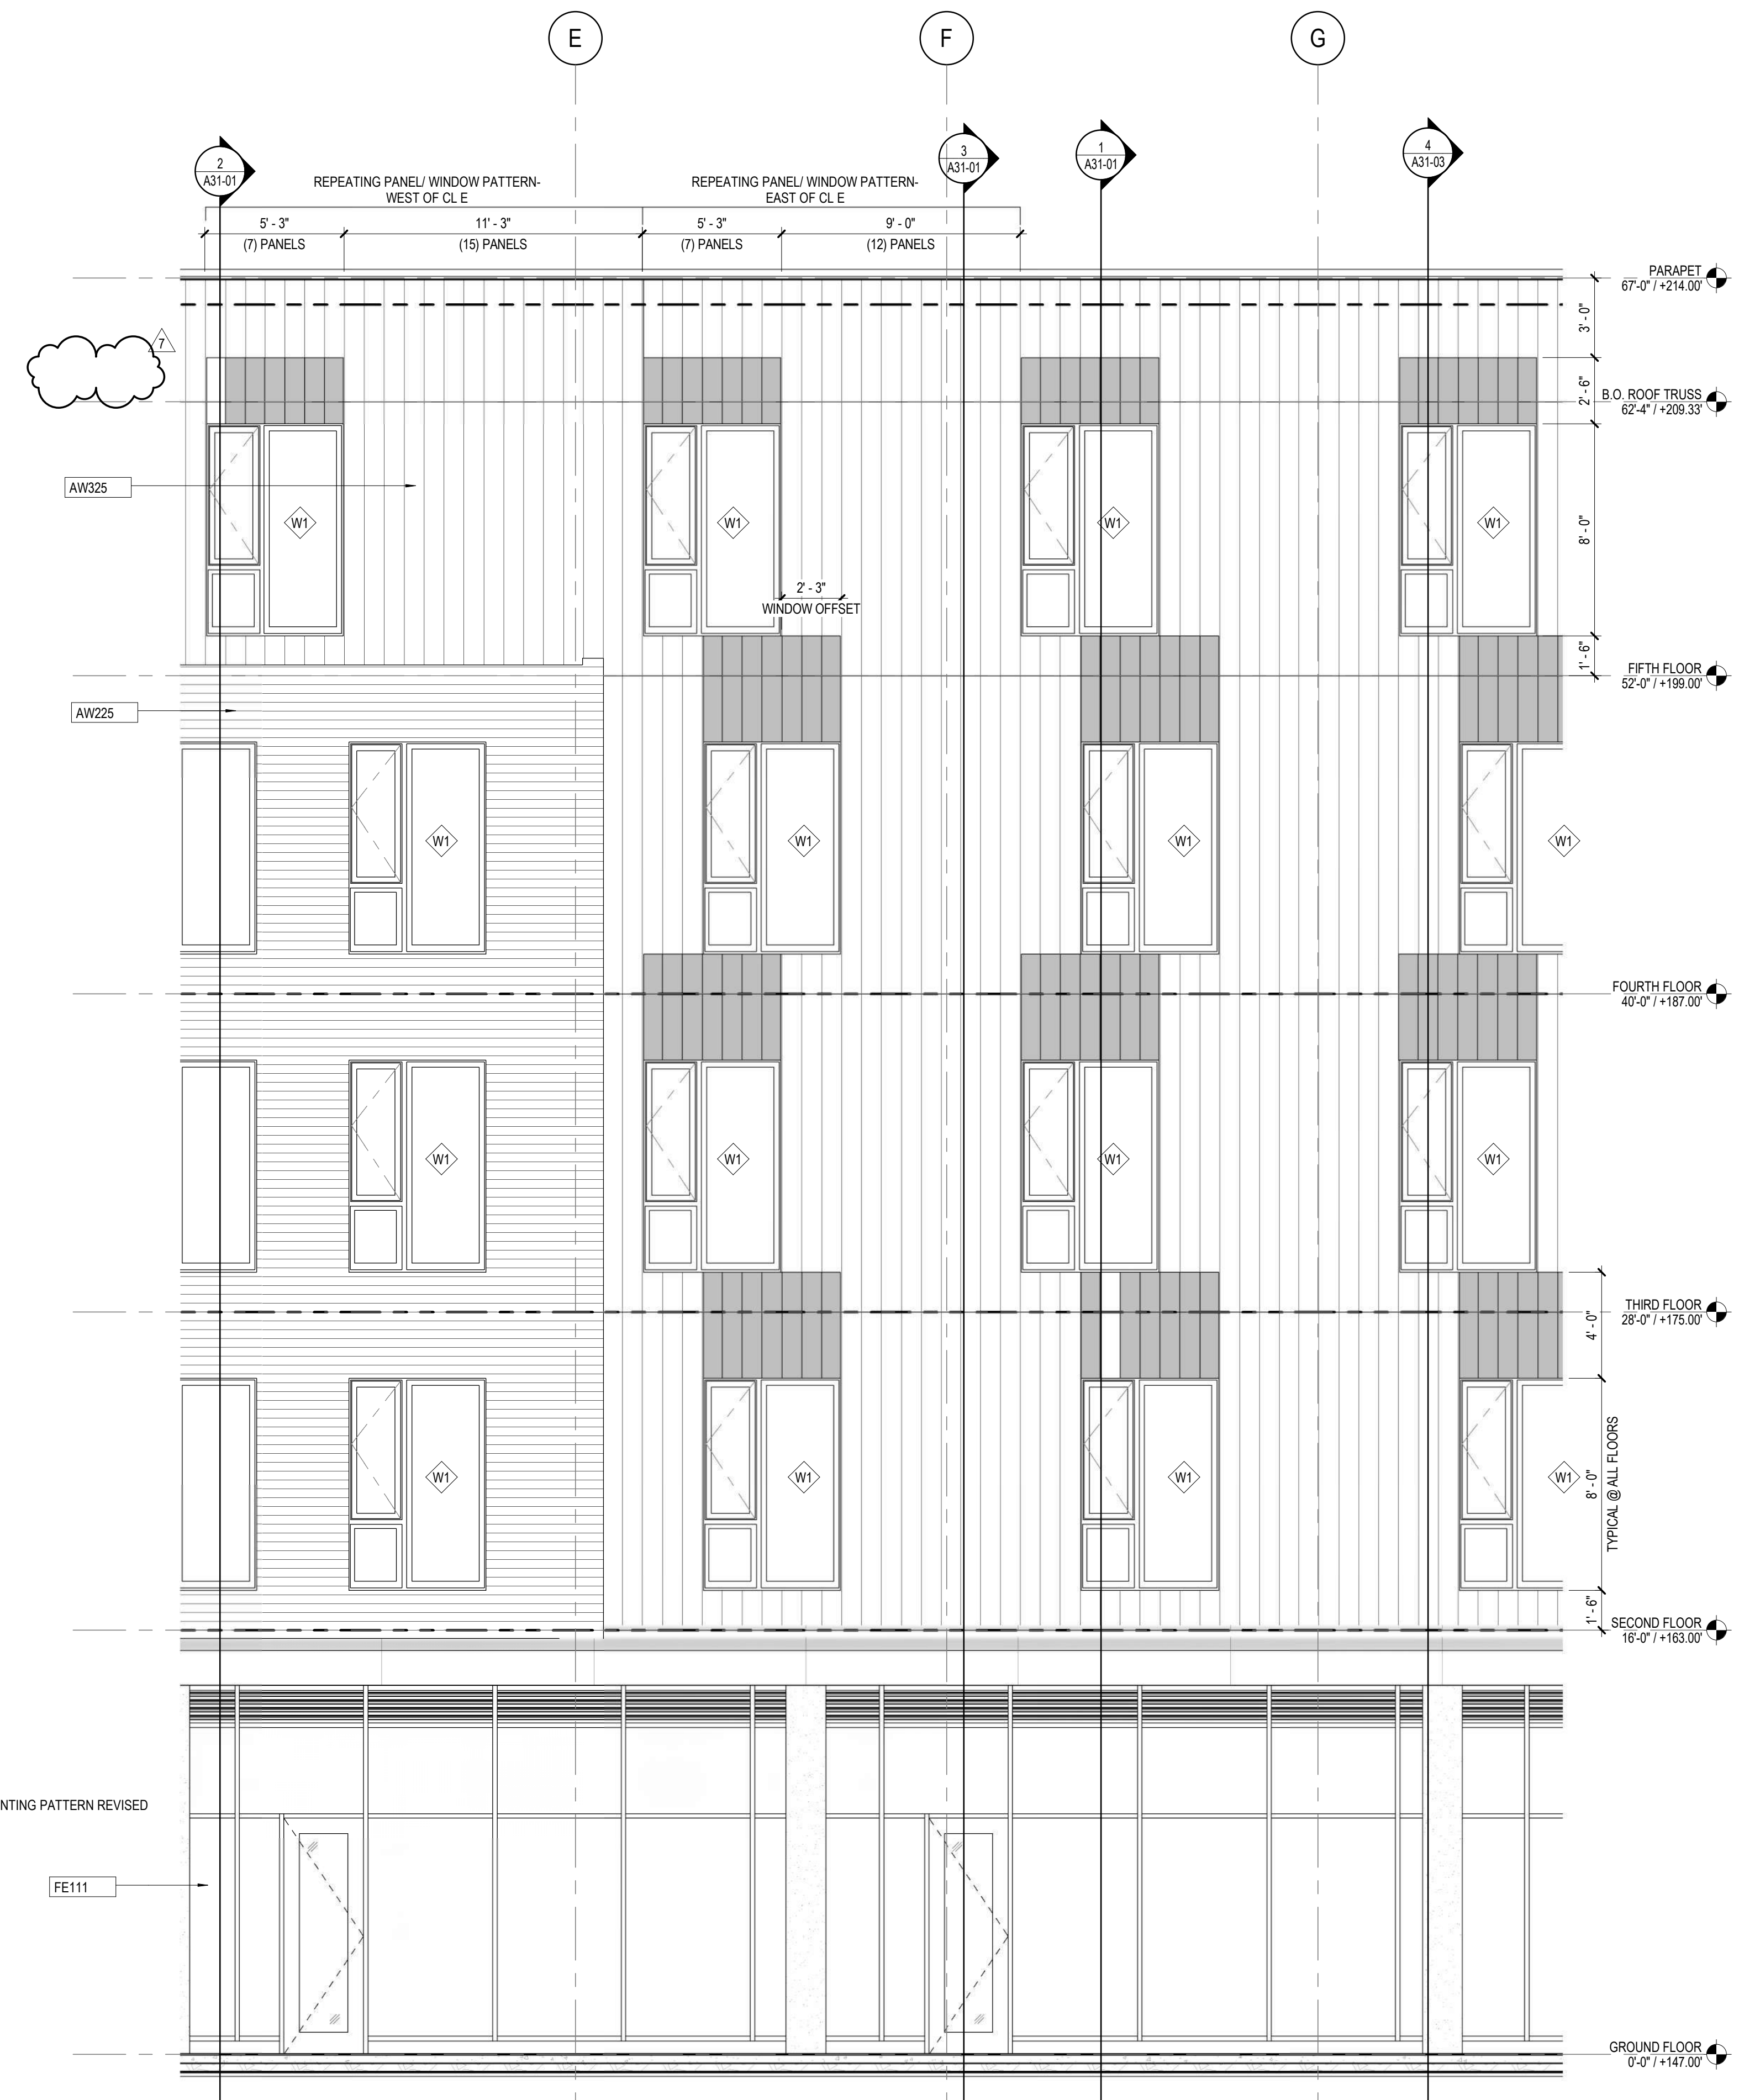 E
F
G
2
A31-01
3
A31-01
1
A31-01
4
A31-03
REPEATING PANEL/ WINDOW PATTERN-
WEST OF CL E
REPEATING PANEL/ WINDOW PATTERN-
EAST OF CL E
5' - 3"
11' - 3"
5' - 3"
9' - 0"
(7) PANELS
(15) PANELS
(7) PANELS
(12) PANELS
PARAPET
67'-0" / +214.00'
3' - 0"
7
2' - 6"
B.O. ROOF TRUSS
62'-4" / +209.33'
AW325
W1
W1
W1
W1
8' - 0"
2' - 3"
WINDOW OFFSET
1' - 6"
FIFTH FLOOR
52'-0" / +199.00'
AW225
W1
W1
W1
W1
FOURTH FLOOR
40'-0" / +187.00'
W1
W1
W1
W1
THIRD FLOOR
28'-0" / +175.00'
4' - 0"
W1
W1
W1
W1
8' - 0"
TYPICAL @ ALL FLOORS
1' - 6"
SECOND FLOOR
16'-0" / +163.00'
NTING PATTERN REVISED
FE111
GROUND FLOOR
0'-0" / +147.00'